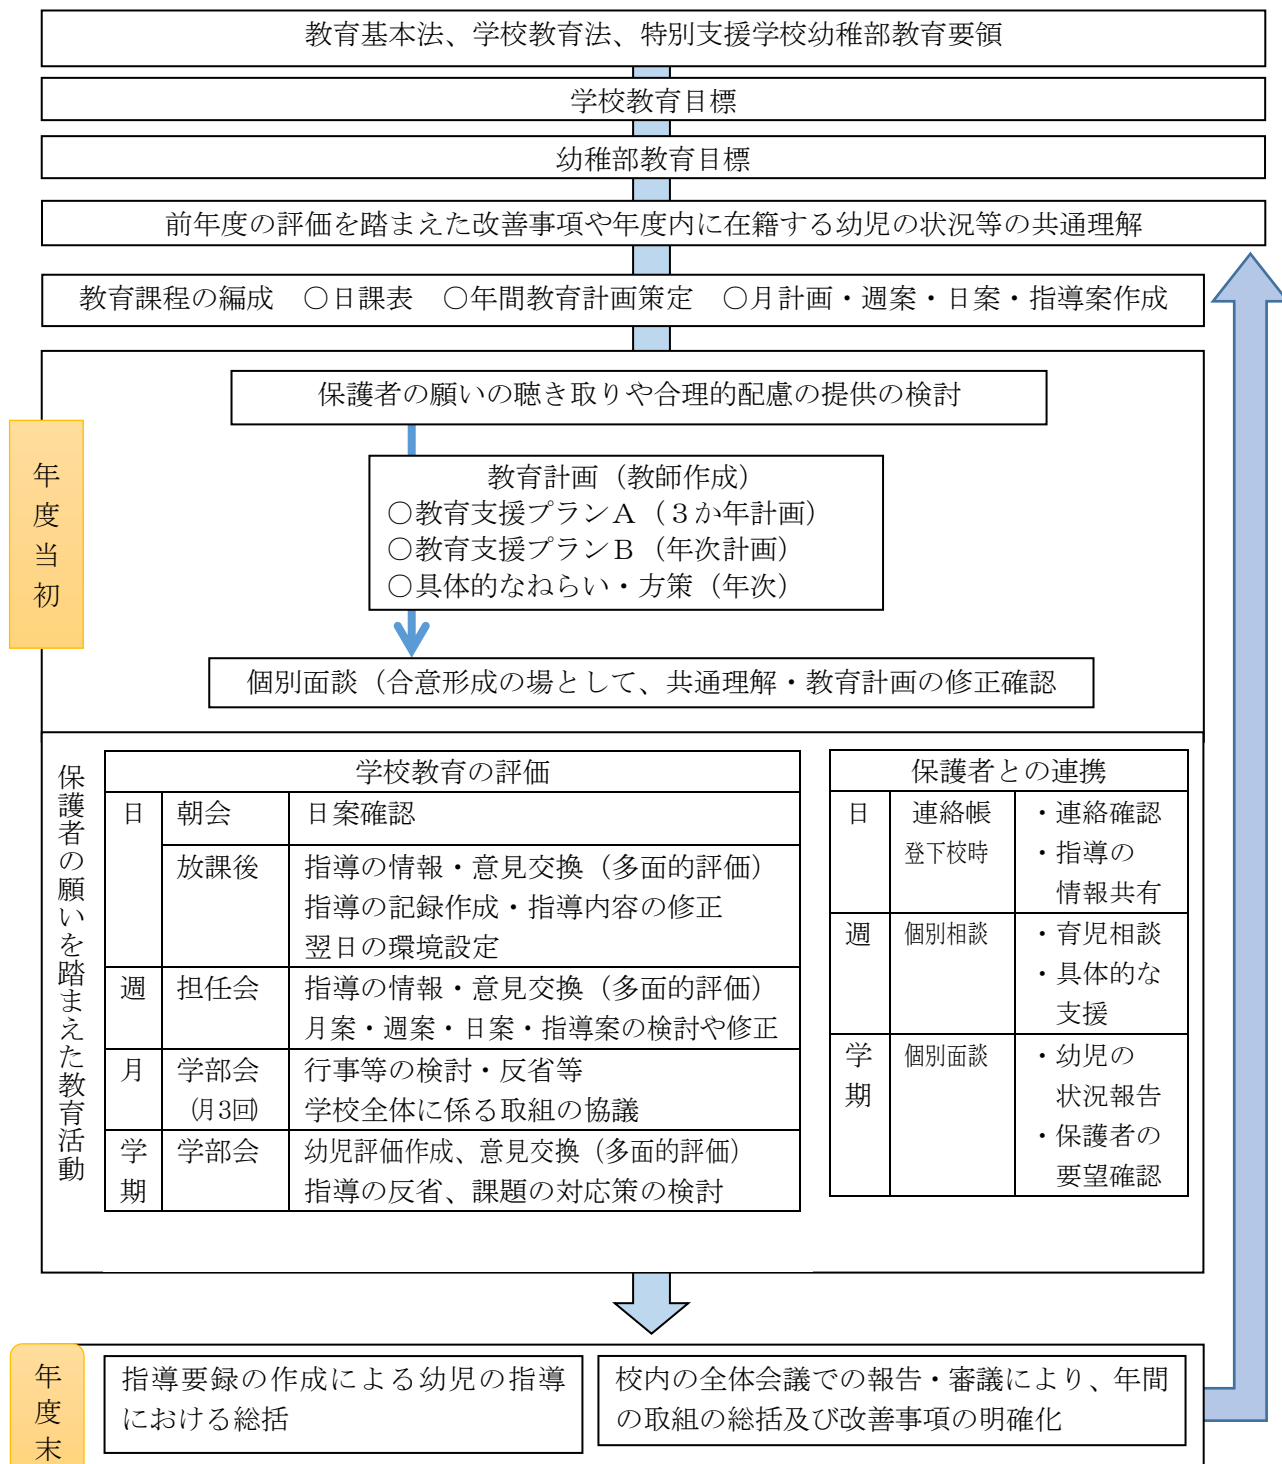 教育基本法、学校教育法、特別支援学校幼稚部教育要領
学校教育目標
幼稚部教育目標
前年度の評価を踏まえた改善事項や年度内に在籍する幼児の状況等の共通理解
教育課程の編成　○日課表　○年間教育計画策定　○月計画・週案・日案・指導案作成
年度当初
保護者の願いの聴き取りや合理的配慮の提供の検討
教育計画（教師作成）
○教育支援プランＡ（３か年計画）
○教育支援プランＢ（年次計画）
○具体的なねらい・方策（年次）
個別面談（合意形成の場として、共通理解・教育計画の修正確認
保護者の願いを踏まえた教育活動
学校教育の評価
日　朝会　日案確認
放課後　指導の情報・意見交換（多面的評価）
指導の記録作成・指導内容の修正
翌日の環境設定
週　担任会　指導の情報・意見交換（多面的評価）
月案・週案・日案・指導案の検討や修正
月　学部会　行事等の検討・反省等
（月3回）　学校全体に係る取組の協議
学期　学部会　幼児評価作成、意見交換（多面的評価）
指導の反省、課題の対応策の検討
保護者との連携
日　連絡帳　・連絡確認
登下校時　・指導の
情報共有
週　個別相談　・育児相談
・具体的な
支援
学期　個別面談　・幼児の
状況報告
・保護者の
要望確認
年度末
指導要録の作成による幼児の指導
における総括
校内の全体会議での報告・審議により、年間
の取組の総括及び改善事項の明確化